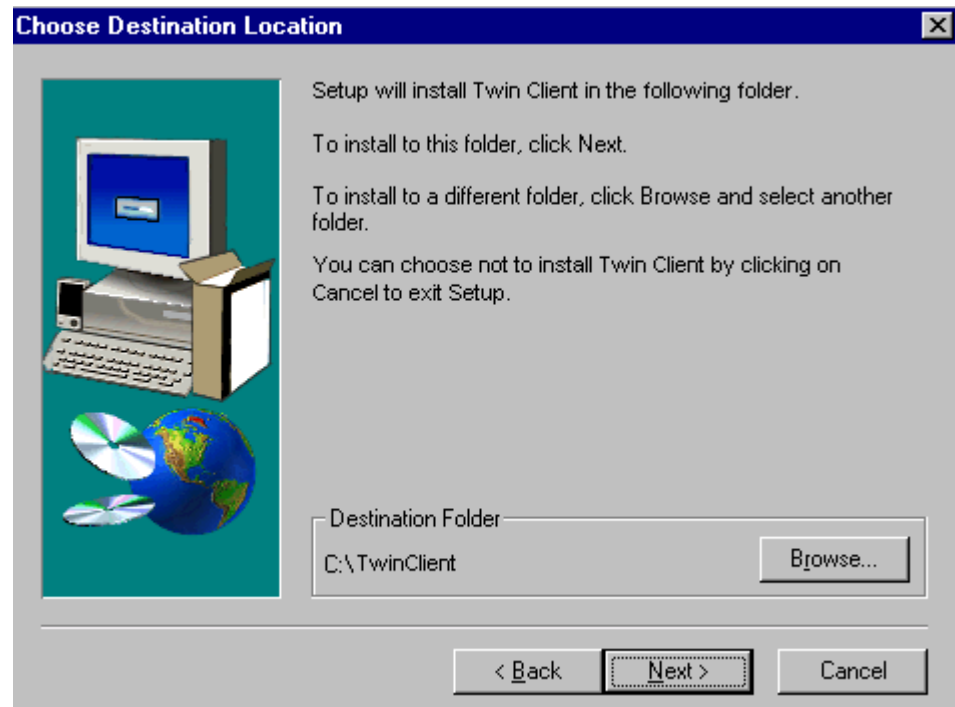 Choose Destination Location
Setup will install Twin Client in the following folder.
To install to this folder, click Next.
To install to a different folder, click Browse and select another
folder.
You can choose not to install Twin Client by clicking on
Cancel to exit Setup.
Destination Folder
C:\TwinClient
Browse...
< Back
Next >
Cancel